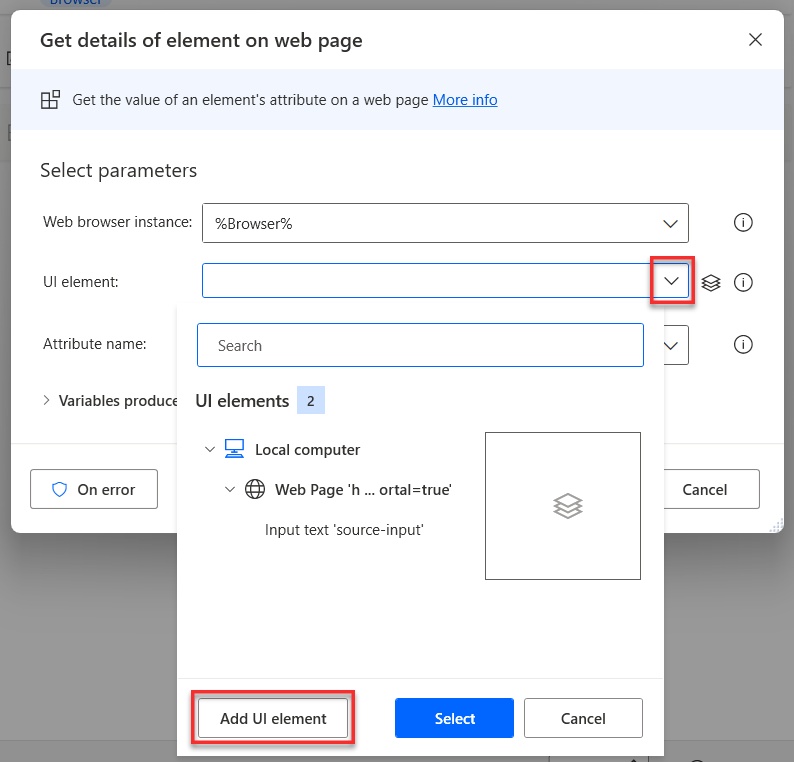 Browser
Get details of element on web page
Get the value of an element's attribute on a web page More info
Select parameters
Web browser instance: %Browser%
UI element:
Attribute name:
Search
Variables produce
UI elements 2
Local computer
Web Page 'h ... ortal=true'
Input text 'source-input'
On error
Cancel
Add UI element
Select
Cancel